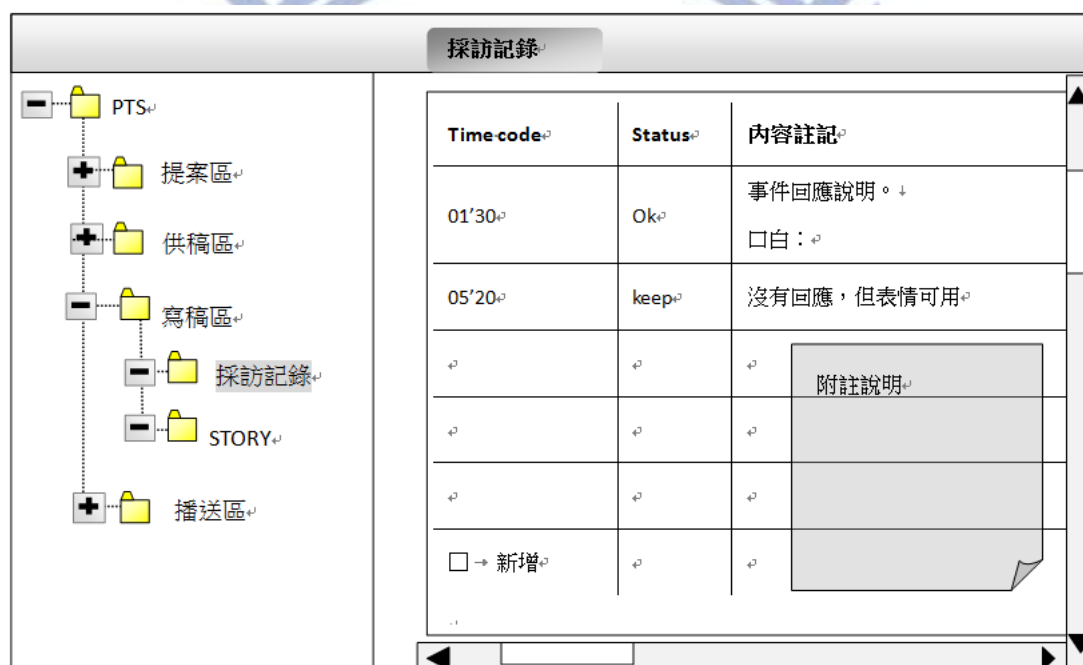 採訪記錄
PTS
提案區
供稿區
寫稿區
採訪記錄
STORY
播送區
Time code Status 內容註記
01’30 Ok 事件回應說明。
口白：
05’20 keep 沒有回應，但表情可用
附註說明
□→ 新增